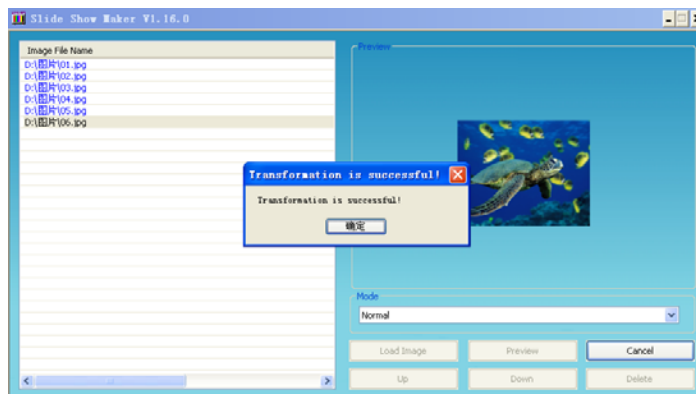 Slide Show Maker V1.16.0
Image File Name
D:\图片\01.jpg
D:\图片\02.jpg
D:\图片\03.jpg
D:\图片\04.jpg
D:\图片\05.jpg
D:\图片\06.jpg
Preview
Transformation is successful!
Transformation is successful!
确定
Mode
Normal
Load Image
Preview
Cancel
Up
Down
Delete